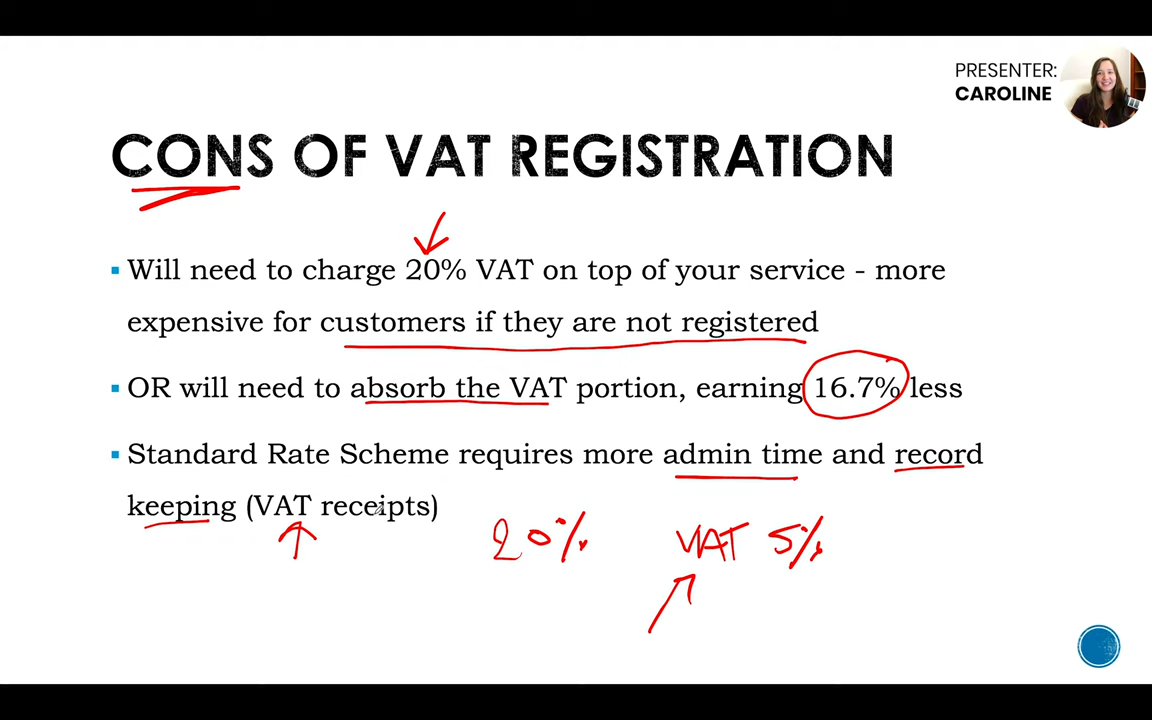 PRESENTER:
CAROLINE
CONS OF VAT REGISTRATION
▪ Will need to charge 20% VAT on top of your service - more
expensive for customers if they are not registered
▪ OR will need to absorb the VAT portion, earning 16.7% less
▪ Standard Rate Scheme requires more admin time and record
keeping (VAT receipts)
20% VAT 5%